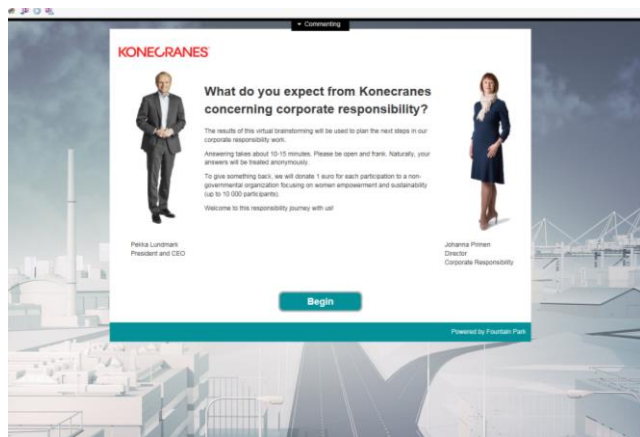 Commenting
KONECRANES
What do you expect from Konecranes
concerning corporate responsibility?
The results of this virtual brainstorming will be used to plan the next steps in our
corporate responsibility work.
Answering takes about 10-15 minutes, Please be open and frank. Naturally, your
answers will be treated anonymously.
To give something back, we will donate 1 euro for each participation to a non-
governmental organization focusing on women empowerment and sustainability
(up to 10 000 participants).
Welcome to this responsibility journey with us!
Pekka Lundmark
President and CEO
Johanna Pirinen
Director
Corporate Responsibility
Begin
Powered by Fountain Park